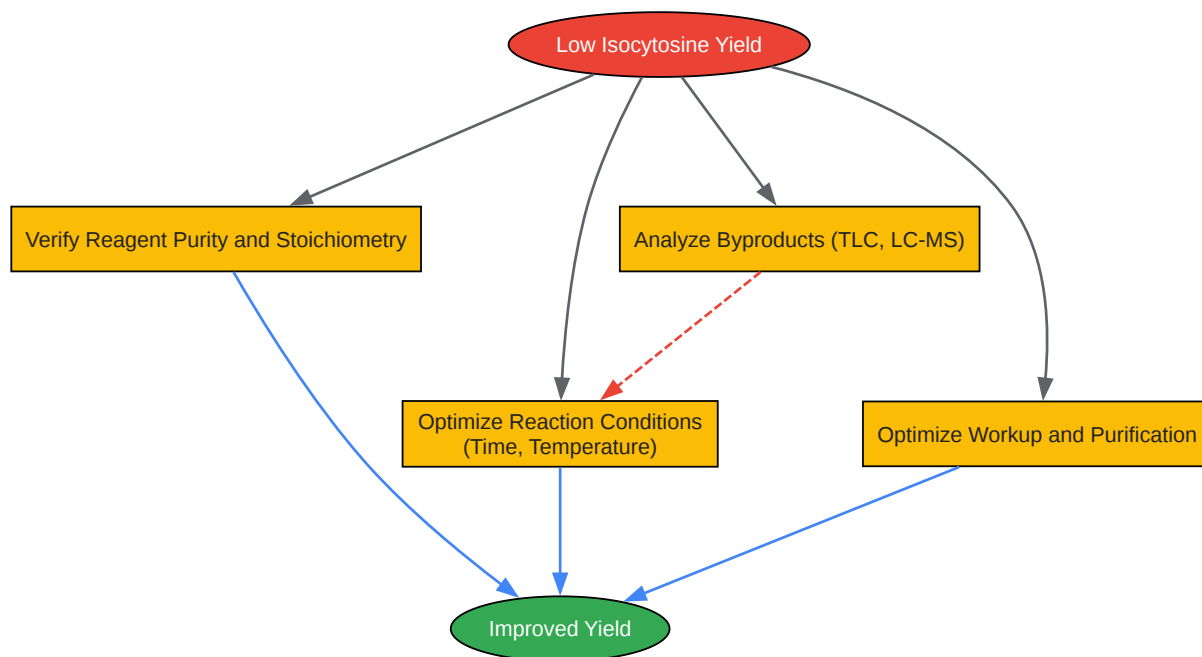 Low Isocytosine Yield
Verify Reagent Purity and Stoichiometry
Analyze Byproducts (TLC, LC-MS)
Optimize Reaction Conditions
(Time, Temperature)
Optimize Workup and Purification
Improved Yield